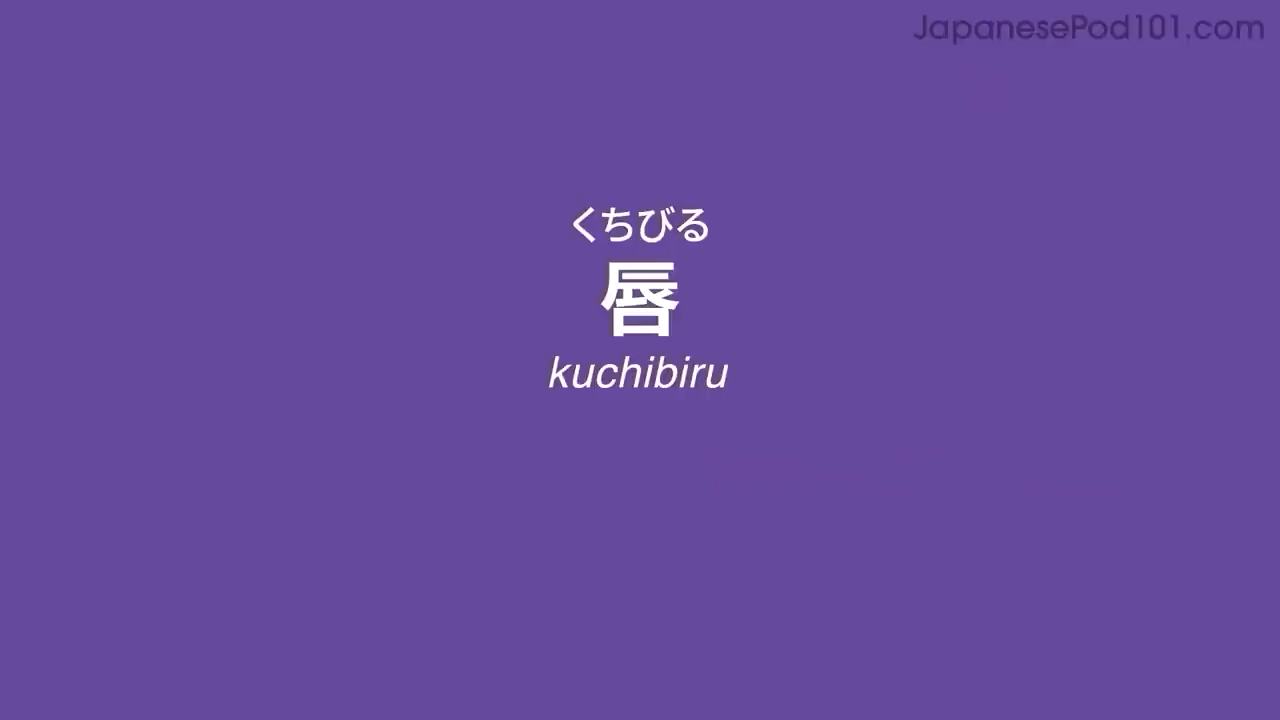 JapanesePod101.com
くちびる
唇
kuchibiru